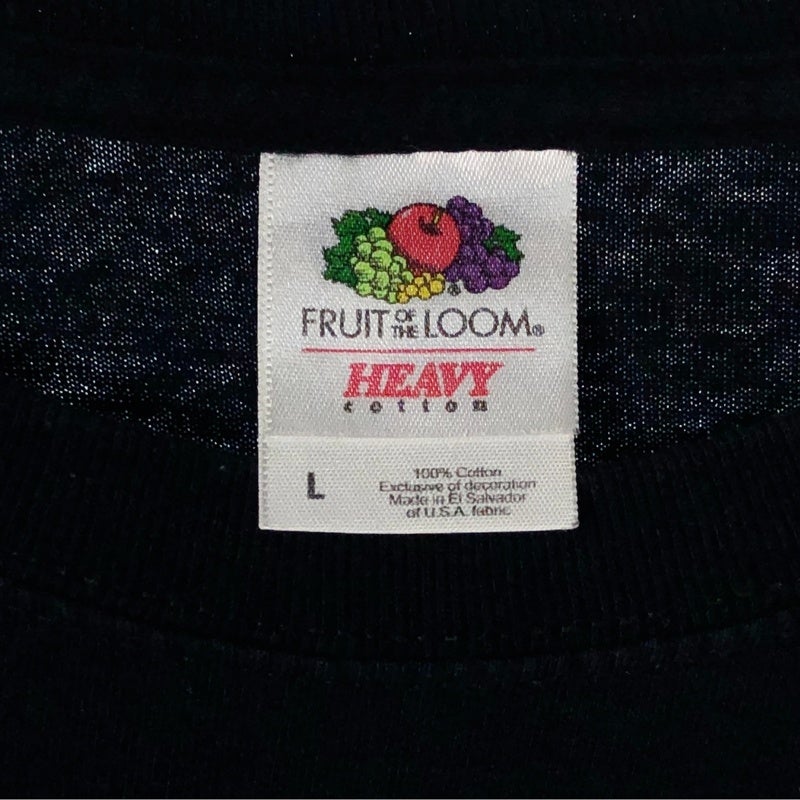 ®
FRUIT OF THE LOOM®
HEAVY
cotton
L
100% Cotton
Exclusive of decoration
Made in El Salvador
of U.S.A. fabric